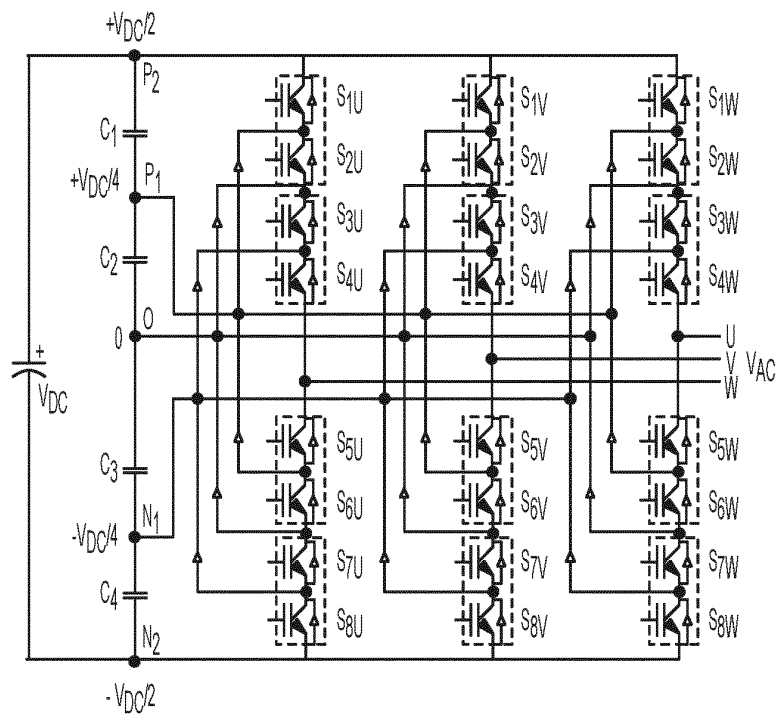 +VDC/2
P2
S1U S1V S1W
C1
S2U S2V S2W
+VDC/4 P1
S3U S3V S3W
C2
S4U S4V S4W
O
0
U
+
V VAC
VDC
W
S5U S5V S5W
C3
S6U S6V S6W
N1
-VDC/4
S7U S7V S7W
C4
S8U S8V S8W
N2
- VDC/2